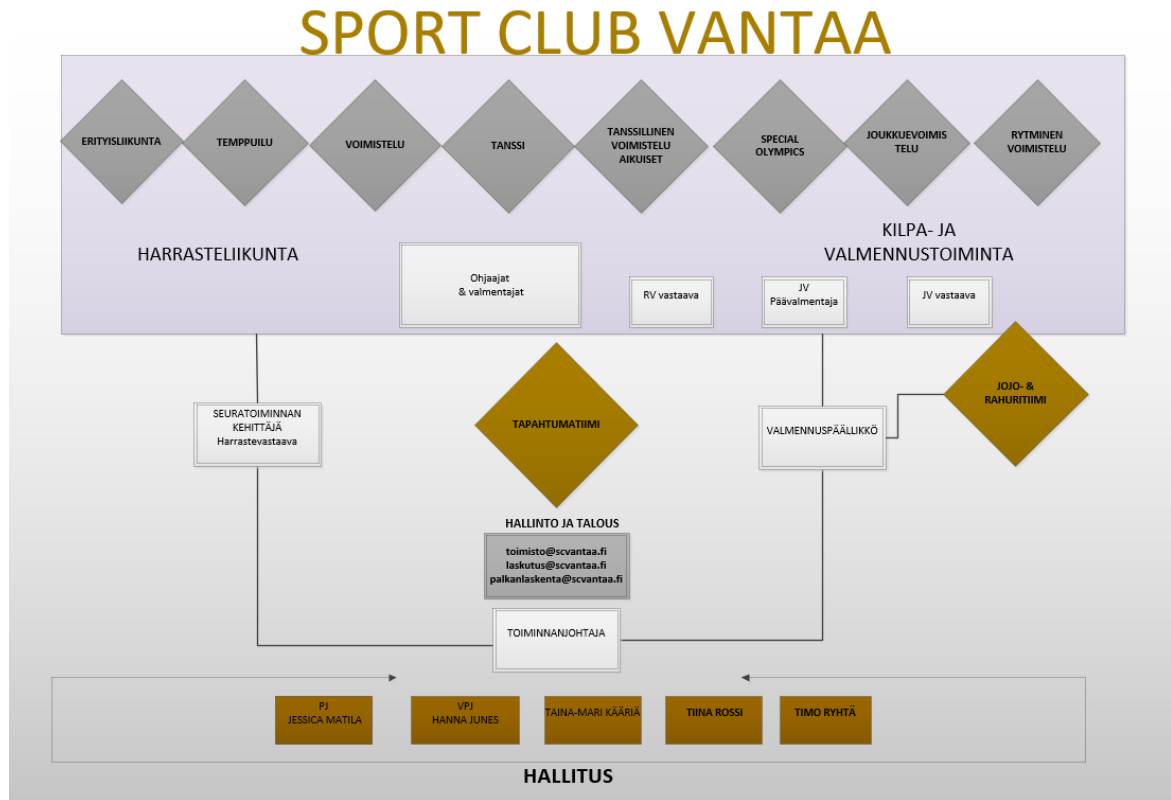 SPORT CLUB VANTAA
ERITYISLIIKUNTA
TEMPPUILU
VOIMISTELU
TANSSI
TANSSILLINEN
VOIMISTELU
AIKUISET
SPECIAL
OLYMPICS
JOUKKUEVOIMIS
TELU
RYTMINEN
VOIMISTELU
HARRASTELIIKUNTA
KILPA- JA
VALMENNUSTOIMINTA
Ohjaajat
& valmentajat
RV vastaava
JV
Päävalmentaja
JV vastaava
SEURATOIMINNAN
KEHITTÄJÄ
Harrastevastaava
TAPAHTUMATIIMI
VALMENNUSPÄÄLLIKKÖ
JOJO- &
RAHURITIIMI
HALLINTO JA TALOUS
toimisto@scvantaa.fi
laskutus@scvantaa.fi
palkanlaskenta@scvantaa.fi
TOIMINNANJOHTAJA
PJ
JESSICA MATILA
VPJ
HANNA JUNES
TAINA-MARI KÄÄRIÄ
TIINA ROSSI
TIMO RYHTÄ
HALLITUS